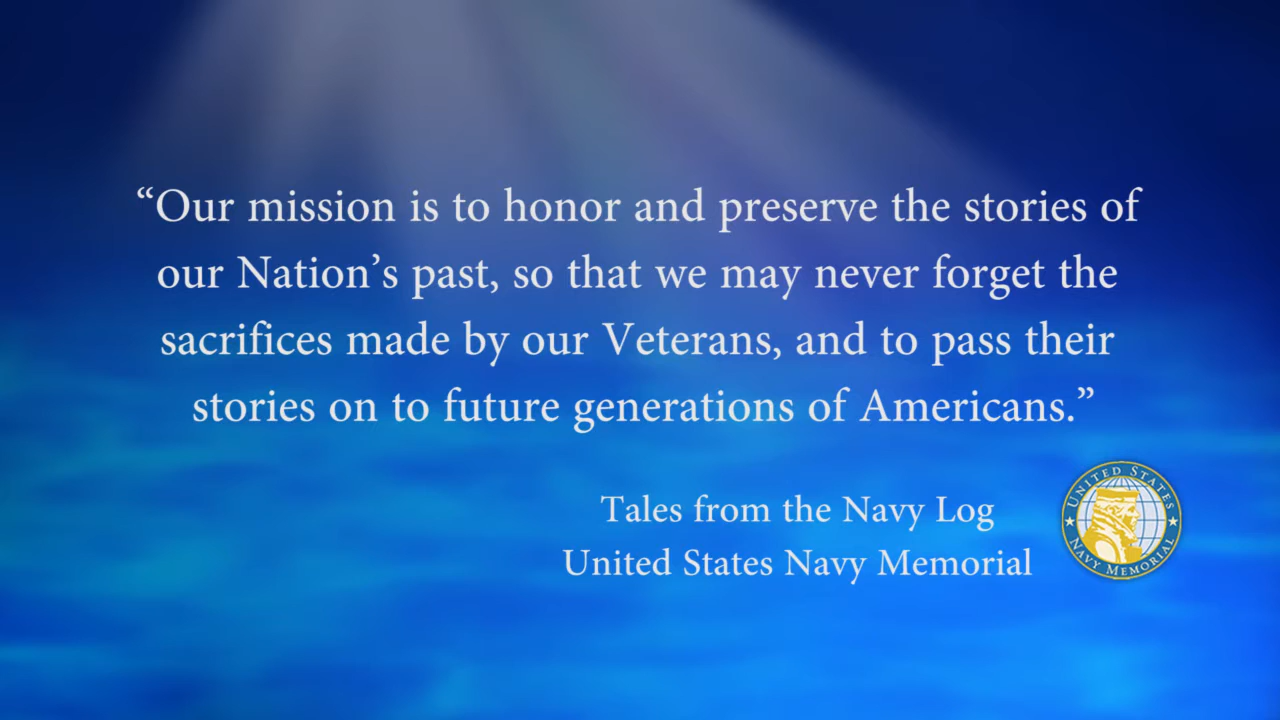 “Our mission is to honor and preserve the stories of
our Nation’s past, so that we may never forget the
sacrifices made by our Veterans, and to pass their
stories on to future generations of Americans.”
Tales from the Navy Log
United States Navy Memorial
UNITED STATES
NAVY MEMORIAL